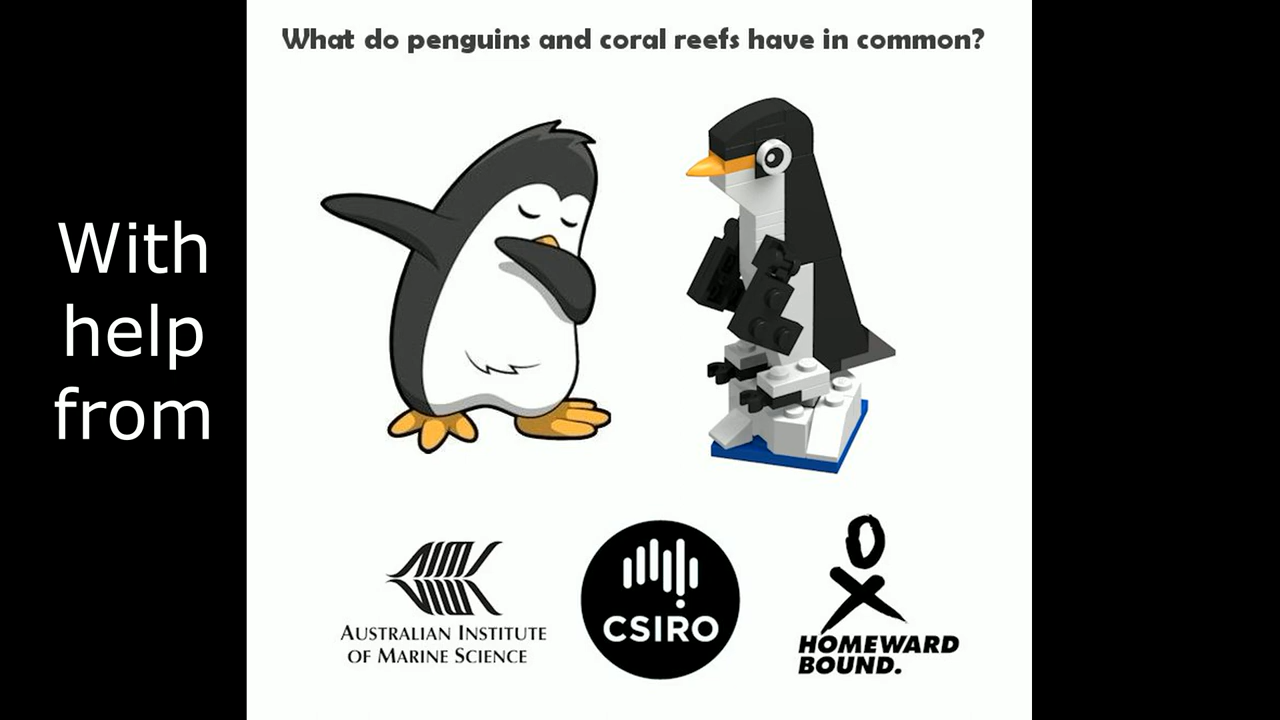 What do penguins and coral reefs have in common?
With
help
from
AIMS
AUSTRALIAN INSTITUTE
OF MARINE SCIENCE
CSIRO
HOMEWARD
BOUND.